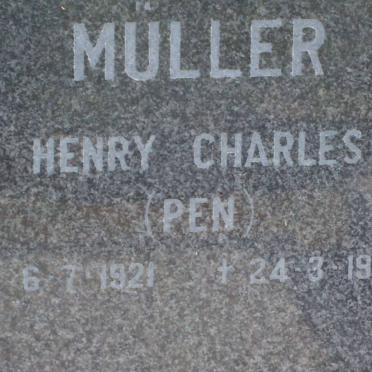 MÜLLER
HENRY CHARLES
(PEN)
6-7-1921 † 24-3-19